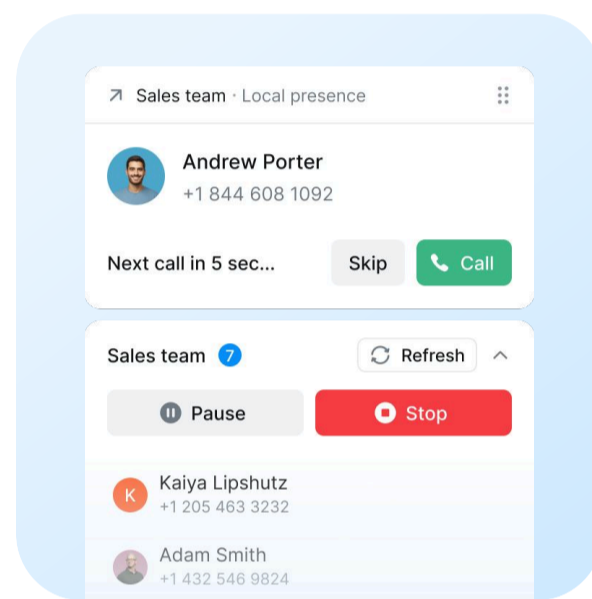 Sales team · Local presence
Andrew Porter
+1 844 608 1092
Next call in 5 sec...
Skip
Call
Sales team 7
Refresh
Pause
Stop
K
Kaiya Lipshutz
+1 205 463 3232
Adam Smith
+1 432 546 9824